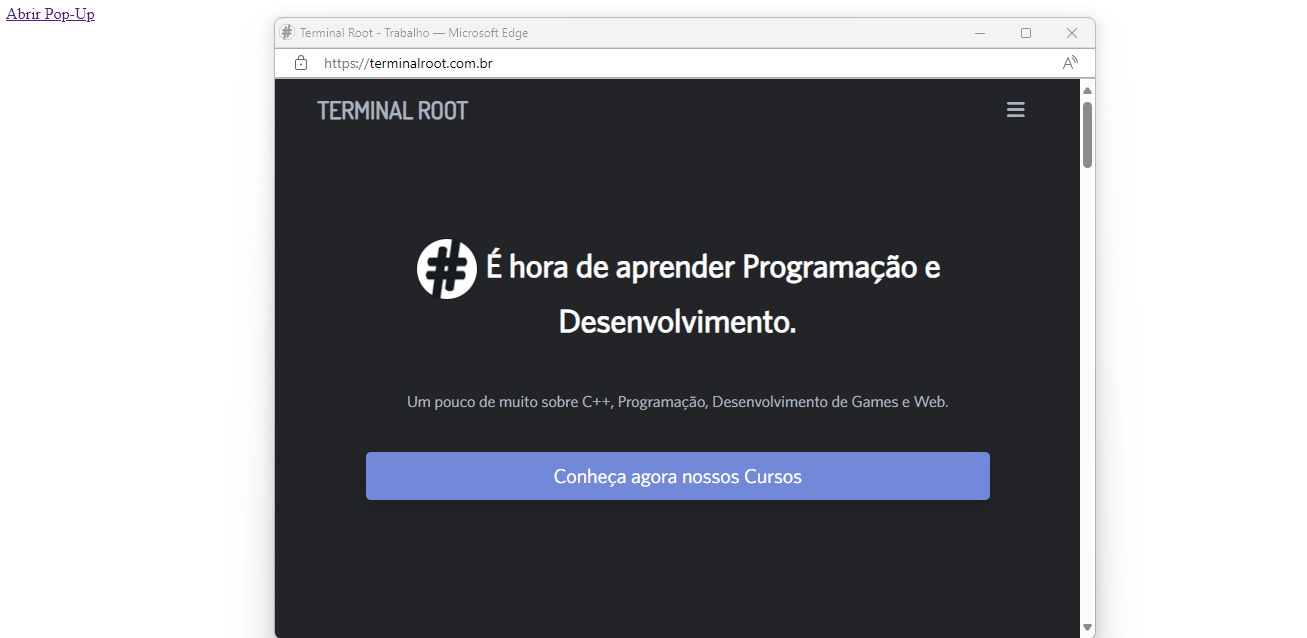 Abrir Pop-Up
Terminal Root - Trabalho — Microsoft Edge
https://terminalroot.com.br
TERMINAL ROOT
É hora de aprender Programação e
Desenvolvimento.
Um pouco de muito sobre C++, Programação, Desenvolvimento de Games e Web.
Conheça agora nossos Cursos